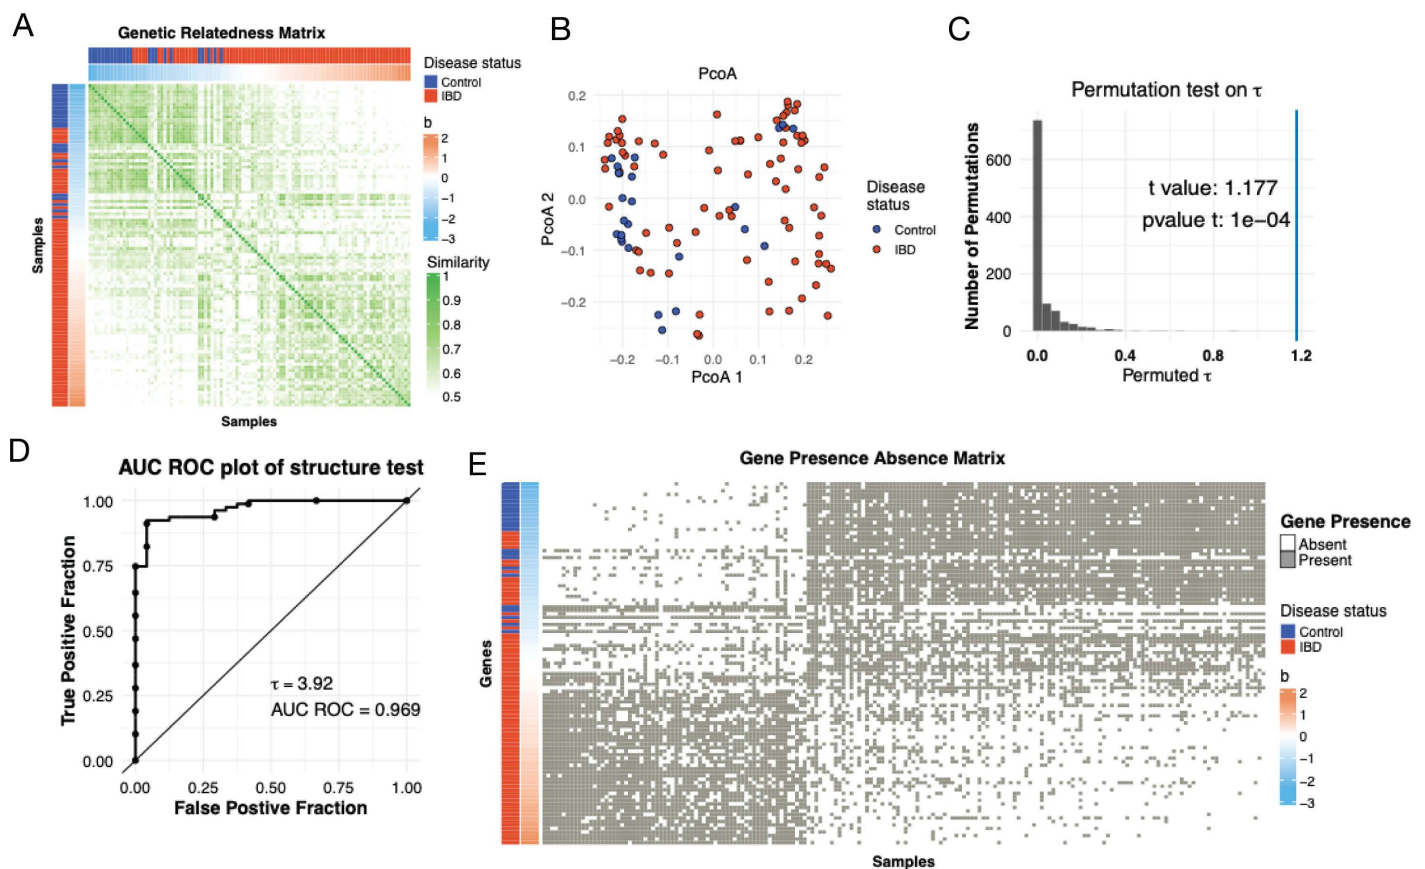 A
Genetic Relatedness Matrix
Disease status
Control
IBD
b
2
1
0
−1
−2
−3
Similarity
1
0.9
0.8
0.7
0.6
0.5
Samples
Samples
B
PcoA
0.2
0.1
0.0
−0.1
−0.2
PcoA 2
−0.2
−0.1
0.0
0.1
0.2
PcoA 1
Disease
status
Control
IBD
C
Permutation test on τ
600
400
200
0
Number of Permutations
t value: 1.177
pvalue t: 1e−04
0.0
0.4
0.8
1.2
Permuted τ
D
AUC ROC plot of structure test
1.00
0.75
0.50
0.25
0.00
True Positive Fraction
τ = 3.92
AUC ROC = 0.969
0.00
0.25
0.50
0.75
1.00
False Postive Fraction
E
Gene Presence Absence Matrix
Genes
Samples
Gene Presence
Absent
Present
Disease status
Control
IBD
b
2
1
0
−1
−2
−3